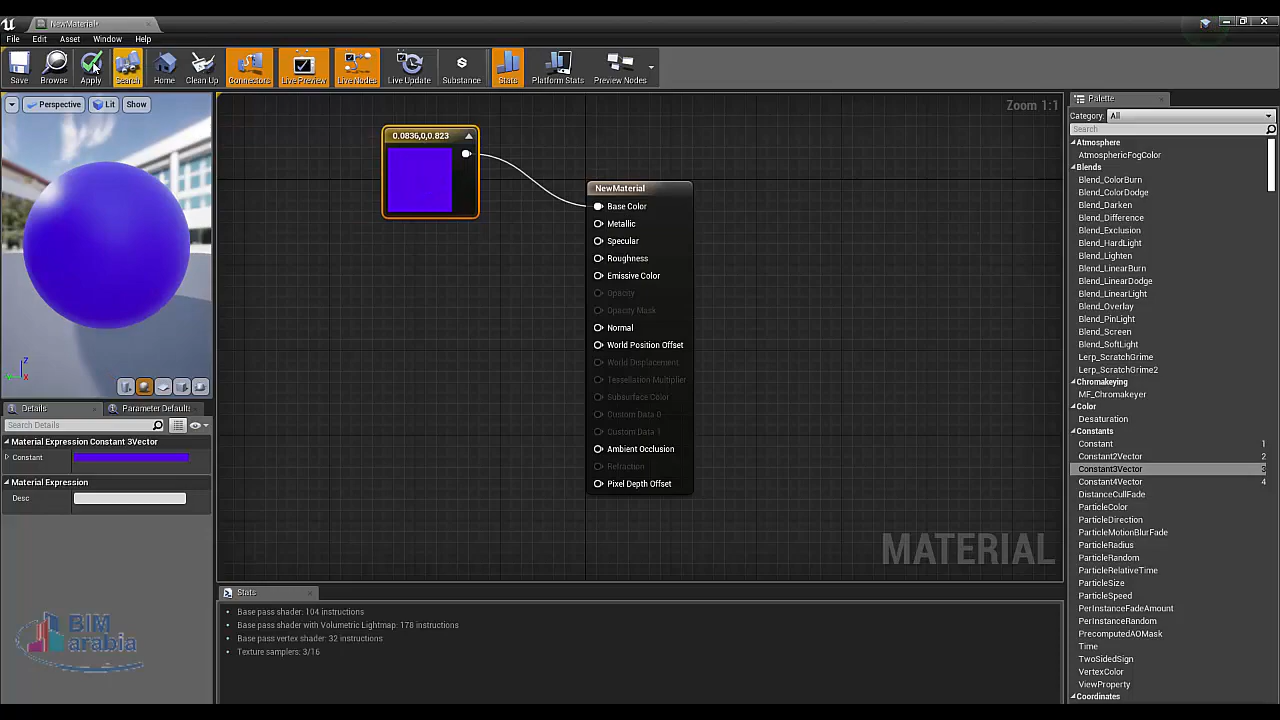 NewMaterial*
File Edit Asset Window Help
Save Browse Apply Search Home Clean Up Connectors Live Preview Live Nodes Live Update Substance Stats Platform Stats Preview Nodes
Perspective Lit Show
Z
X
Details Parameter Default
Search Details
Material Expression Constant 3Vector
Constant
Material Expression
Desc
BIM
arabia
Zoom 1:1
0.0836,0,0.823
NewMaterial
Base Color
Metallic
Specular
Roughness
Emissive Color
Opacity
Opacity Mask
Normal
World Position Offset
World Displacement
Tessellation Multiplier
Subsurface Color
Custom Data 0
Custom Data 1
Ambient Occlusion
Refraction
Pixel Depth Offset
MATERIAL
Stats
Base pass shader: 104 instructions
Base pass shader with Volumetric Lightmap: 178 instructions
Base pass vertex shader: 32 instructions
Texture samplers: 3/16
Palette
Category: All
Search
Atmosphere
AtmosphericFogColor
Blends
Blend_ColorBurn
Blend_ColorDodge
Blend_Darken
Blend_Difference
Blend_Exclusion
Blend_HardLight
Blend_Lighten
Blend_LinearBurn
Blend_LinearDodge
Blend_LinearLight
Blend_Overlay
Blend_PinLight
Blend_Screen
Blend_SoftLight
Lerp_ScratchGrime
Lerp_ScratchGrime2
Chromakeying
MF_Chromakeyer
Color
Desaturation
Constants
Constant 1
Constant2Vector 2
Constant3Vector 3
Constant4Vector 4
DistanceCullFade
ParticleColor
ParticleDirection
ParticleMotionBlurFade
ParticleRadius
ParticleRandom
ParticleRelativeTime
ParticleSize
ParticleSpeed
PerInstanceFadeAmount
PerInstanceRandom
PrecomputedAOMask
Time
TwoSidedSign
VertexColor
ViewProperty
Coordinates